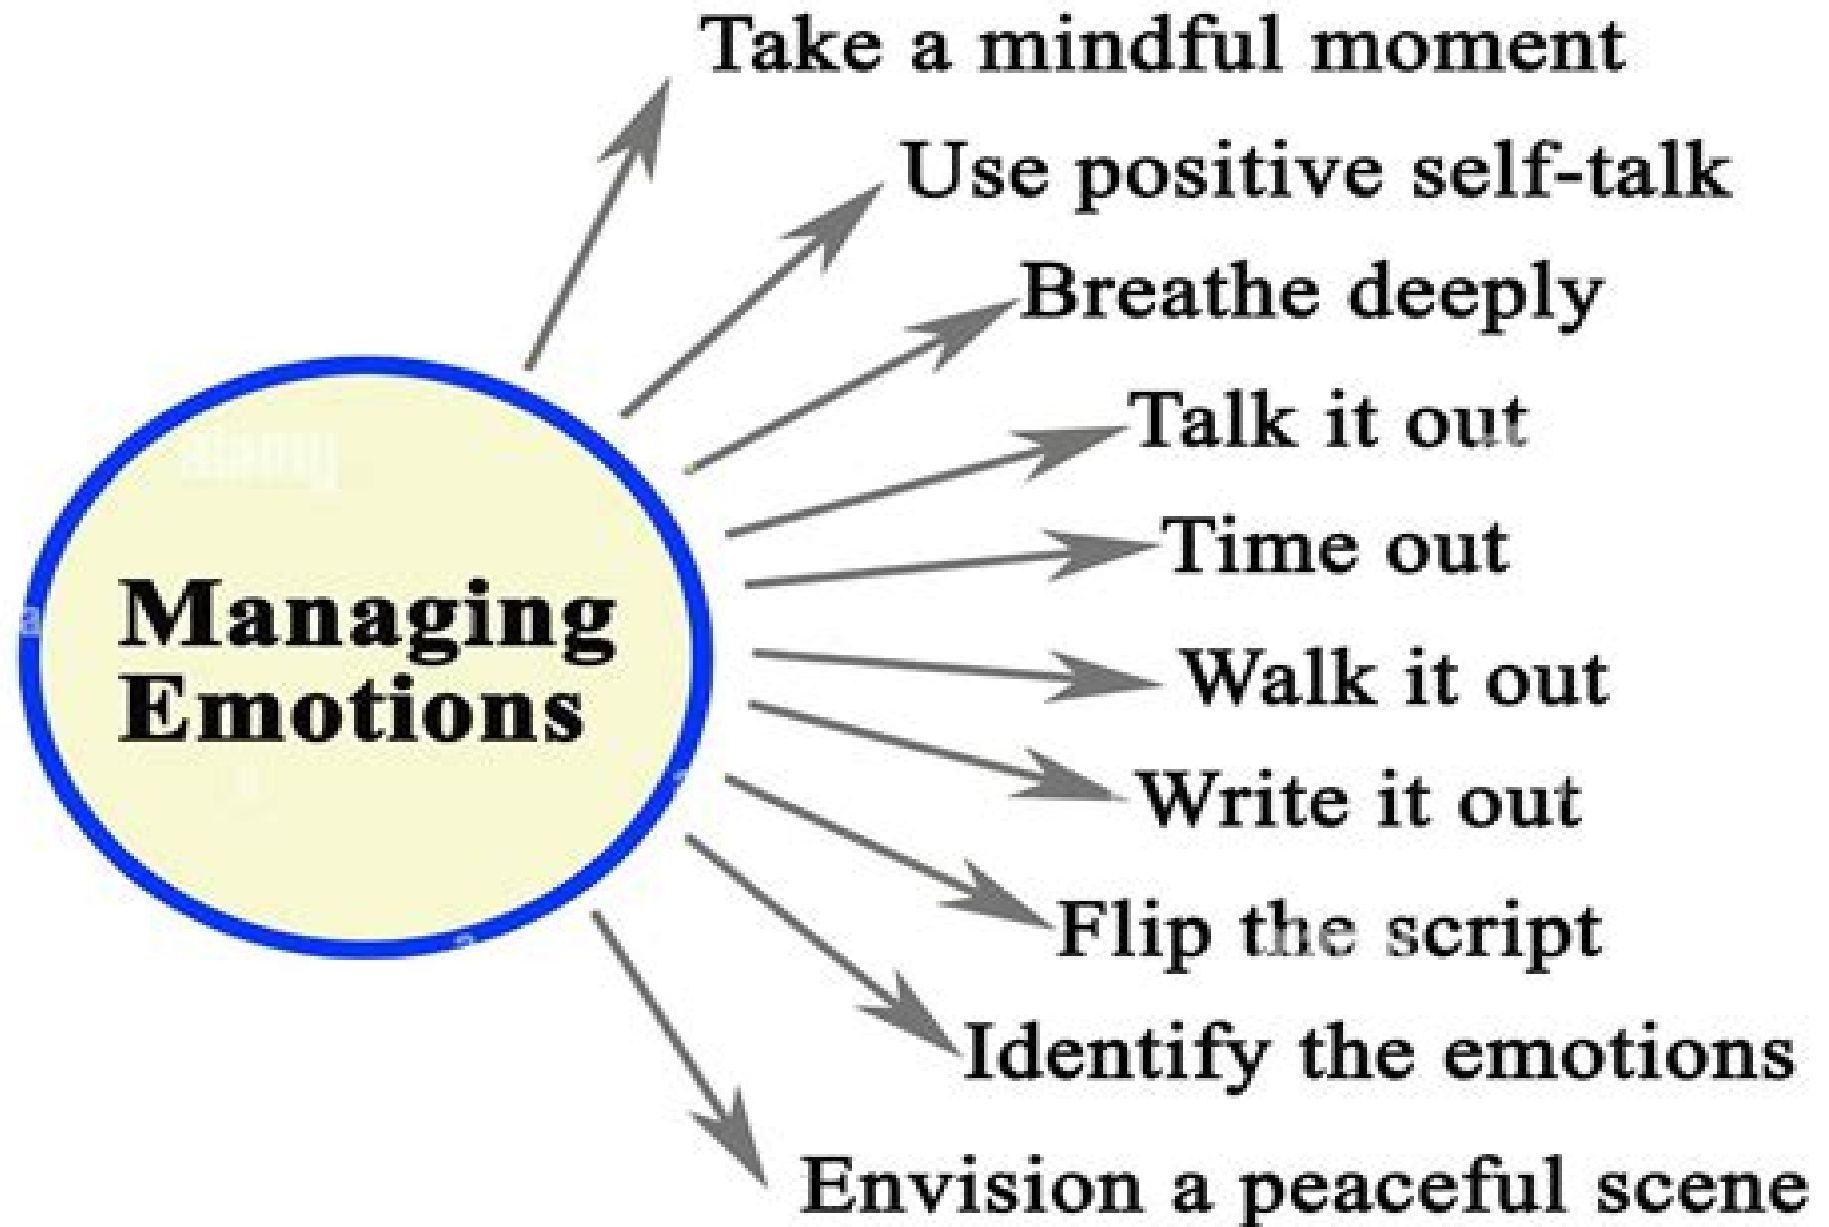 Take a mindful moment
Use positive self-talk
Breathe deeply
Talk it out
Time out
Managing
Emotions
Walk it out
Write it out
Flip the script
Identify the emotions
Envision a peaceful scene